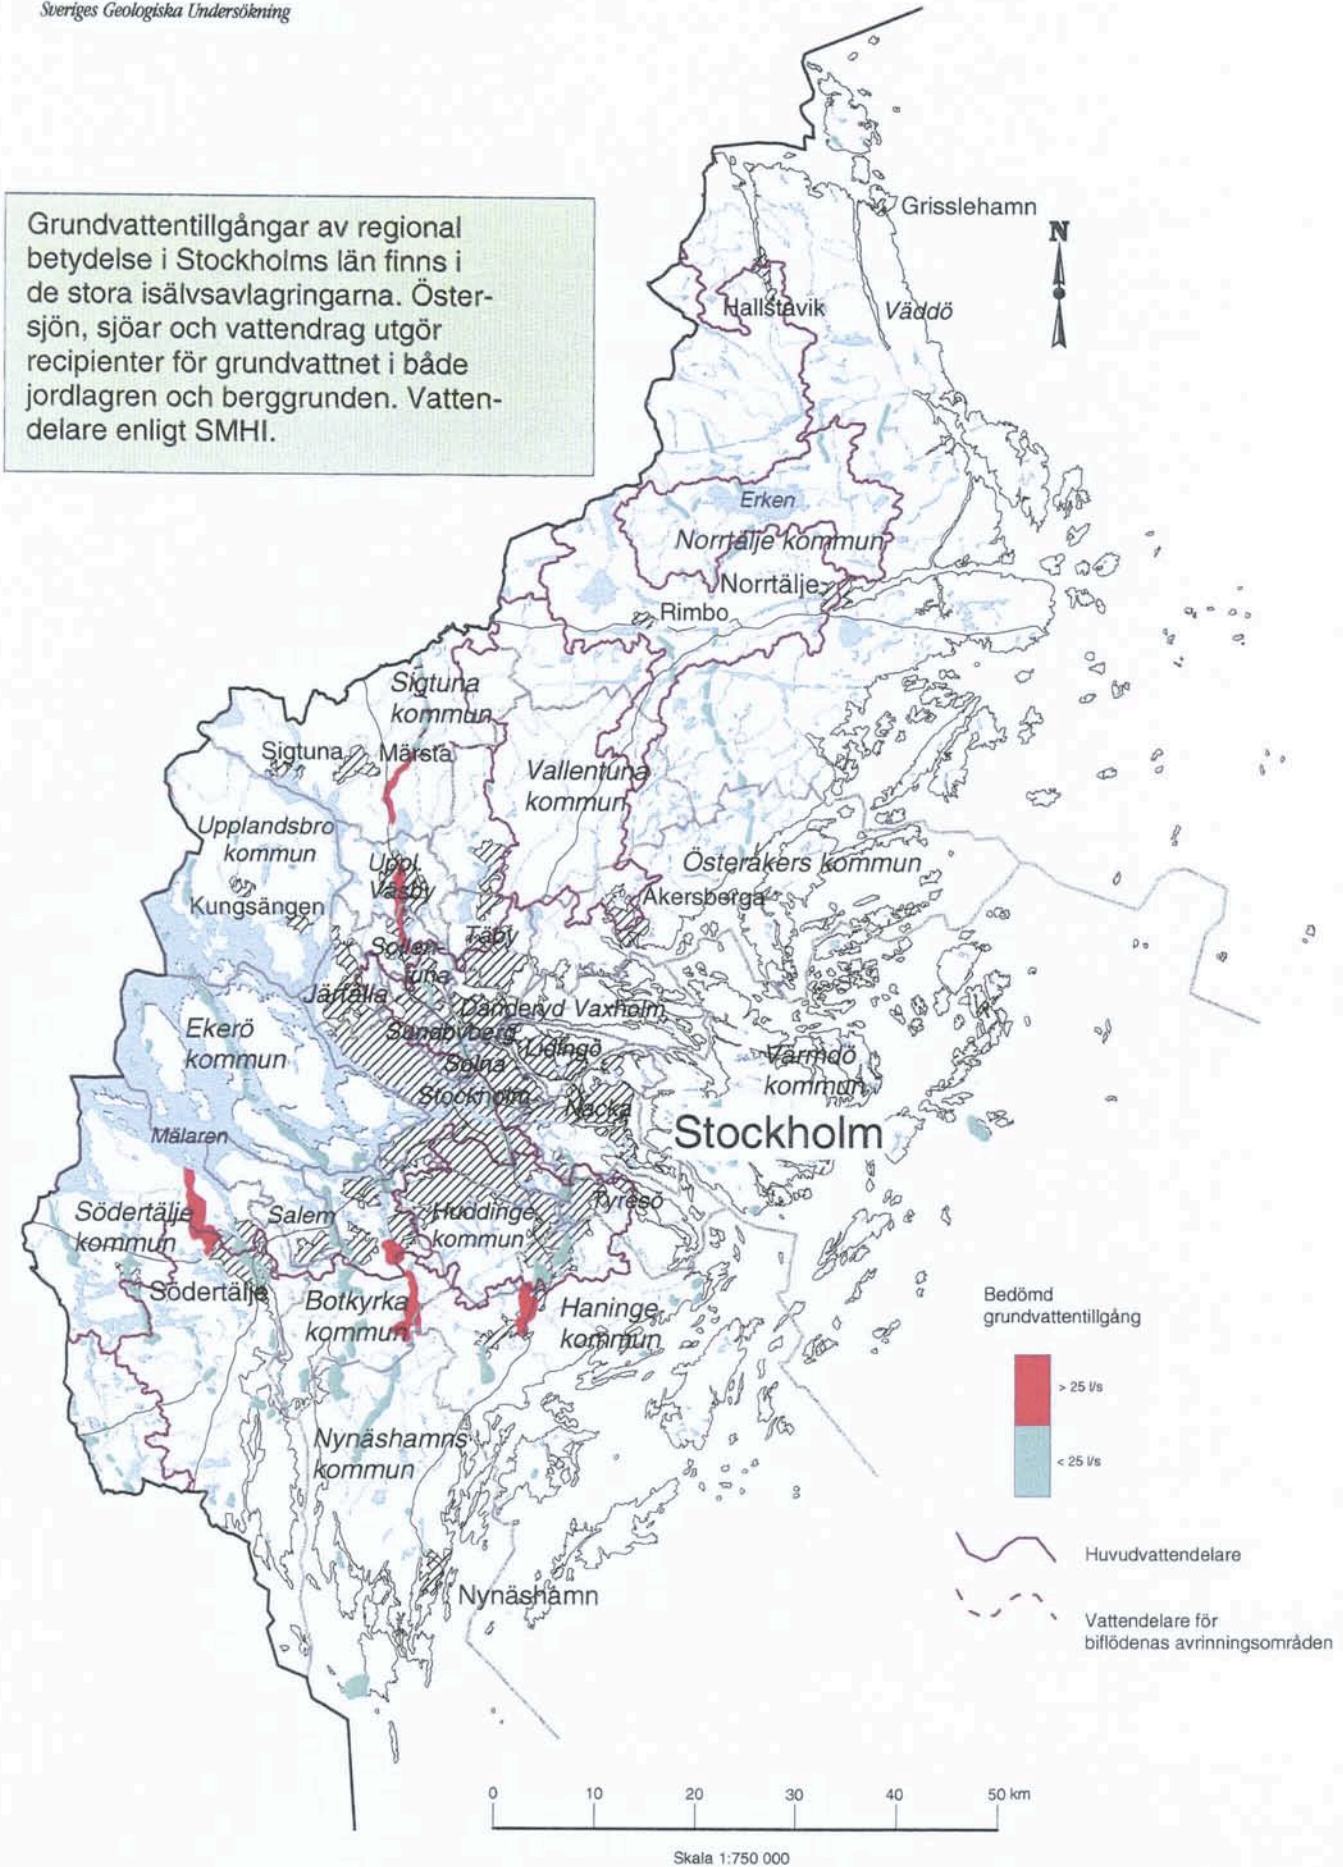 Sveriges Geologiska Undersökning
Grundvattentillgångar av regional
betydelse i Stockholms län finns i
de stora isälvsavlagringarna. Öster-
sjön, sjöar och vattendrag utgör
recipienter för grundvattnet i både
jordlagren och berggrunden. Vatten-
delare enligt SMHI.
Grisslehamn
N
Hallstavik
Väddö
Erken
Norrtälje kommun
Norrtälje
Rimbo
Sigtuna
kommun
Sigtuna
Märsta
Vallentuna
kommun
Upplandsbro
kommun
Uppl.
Väsby
Österåkers kommun
Kungsängen
Åkersberga
Täby
Sollen-
tuna
Järfälla
Danderyd
Vaxholm
Ekerö
kommun
Sundbyberg
Lidingö
Solna
Värmdö
kommun
Stockholm
Nacka
Stockholm
Mälaren
Tyresö
Södertälje
kommun
Salem
Huddinge
kommun
Södertälje
Botkyrka
kommun
Haninge
kommun
Nynäshamns
kommun
Nynäshamn
Bedömd
grundvattentillgång
> 25 l/s
< 25 l/s
Huvudvattendelare
Vattendelare för
biflödenas avrinningsområden
0 10 20 30 40 50 km
Skala 1:750 000